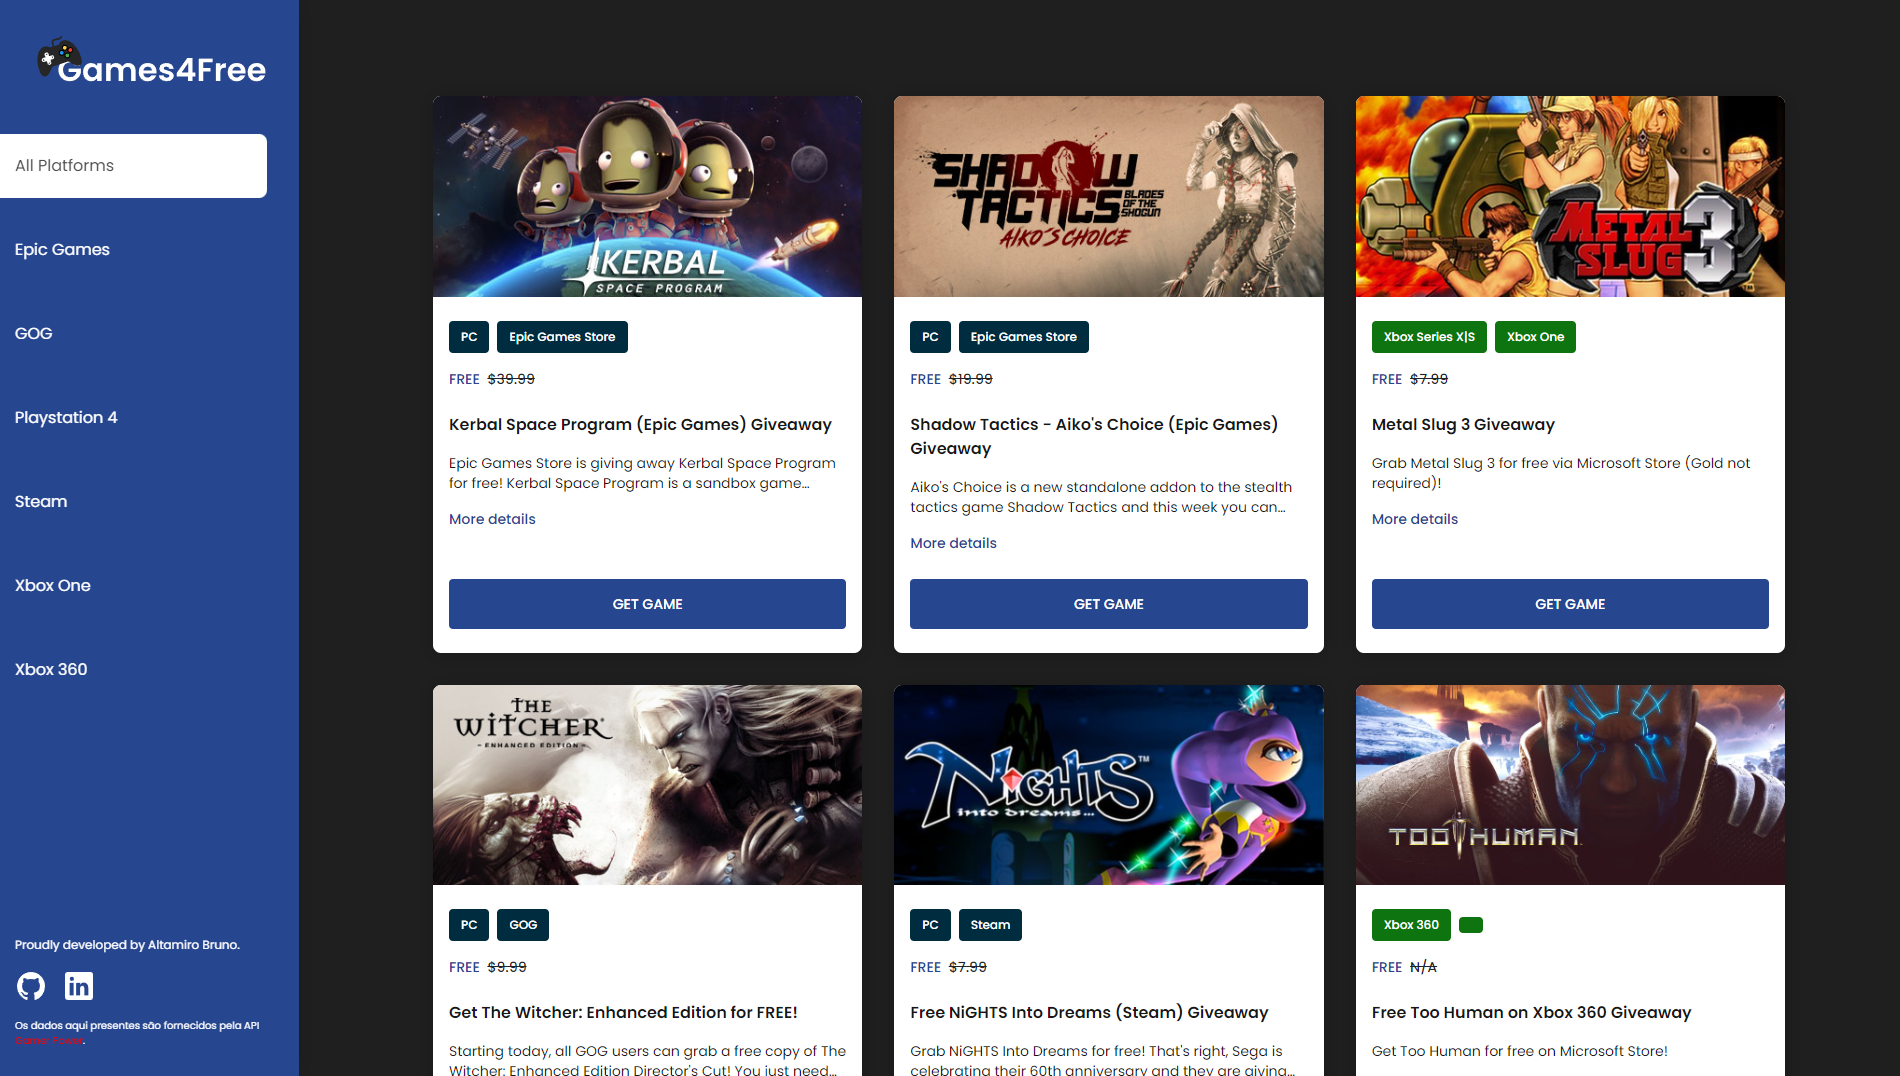 Games4Free
All Platforms
Epic Games
GOG
Playstation 4
Steam
Xbox One
Xbox 360
Proudly developed by Altamiro Bruno.
Os dados aqui presentes são fornecidos pela API
KERBAL
SPACE PROGRAM
PC
Epic Games Store
FREE $39.99
Kerbal Space Program (Epic Games) Giveaway
Epic Games Store is giving away Kerbal Space Program
for free! Kerbal Space Program is a sandbox game...
More details
GET GAME
SHADOW
TACTICS
BLADES
OF THE
SHOGUN
AIKO'S CHOICE
PC
Epic Games Store
FREE $19.99
Shadow Tactics - Aiko's Choice (Epic Games)
Giveaway
Aiko's Choice is a new standalone addon to the stealth
tactics game Shadow Tactics and this week you can...
More details
GET GAME
METAL
SLUG 3
Xbox Series X|S
Xbox One
FREE $7.99
Metal Slug 3 Giveaway
Grab Metal Slug 3 for free via Microsoft Store (Gold not
required)!
More details
GET GAME
THE
WITCHER
- ENHANCED EDITION -
PC
GOG
FREE $9.99
Get The Witcher: Enhanced Edition for FREE!
Starting today, all GOG users can grab a free copy of The
Witcher: Enhanced Edition Director's Cut! You just need...
NiGHTS™
into dreams...
PC
Steam
FREE $7.99
Free NiGHTS Into Dreams (Steam) Giveaway
Grab NiGHTS Into Dreams for free! That's right, Sega is
celebrating their 60th anniversary and they are giving...
TOO HUMAN
Xbox 360
FREE N/A
Free Too Human on Xbox 360 Giveaway
Get Too Human for free on Microsoft Store!